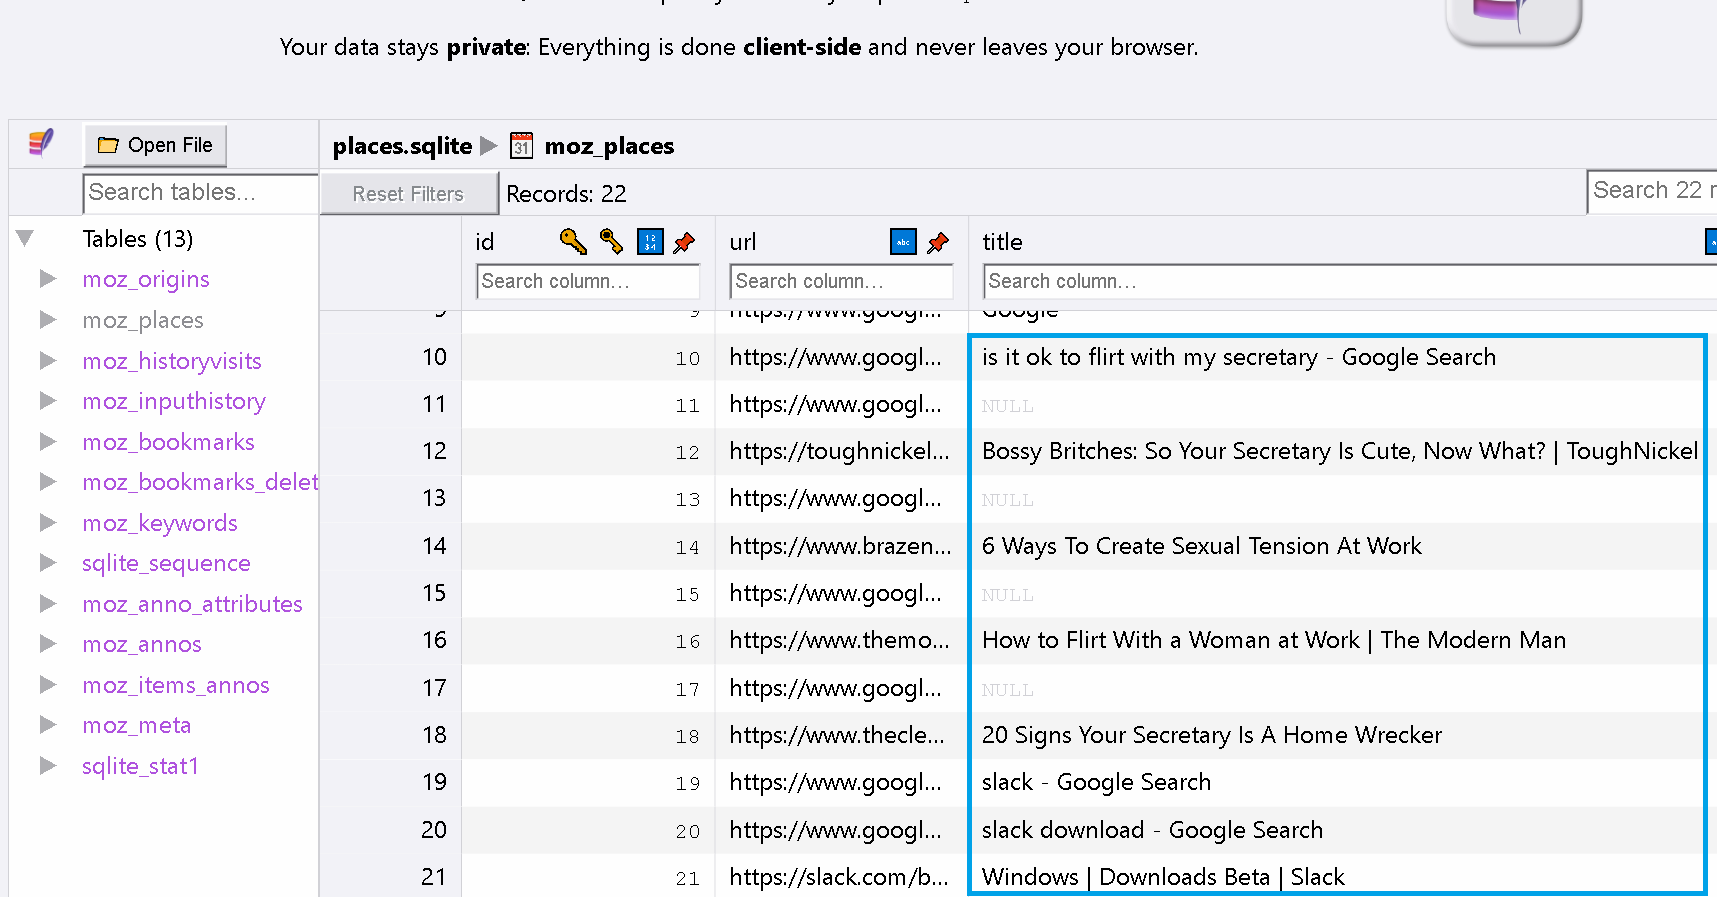 Your data stays private: Everything is done client-side and never leaves your browser.
Open File
places.sqlite moz_places
Search tables...
Reset Filters Records: 22
Tables (13)
moz_origins
moz_places
moz_historyvisits
moz_inputhistory
moz_bookmarks
moz_bookmarks_delet
moz_keywords
sqlite_sequence
moz_anno_attributes
moz_annos
moz_items_annos
moz_meta
sqlite_stat1
id url title
Search column... Search column... Search column...
9 9 https://www.googl... Google
10 10 https://www.googl... is it ok to flirt with my secretary - Google Search
11 11 https://www.googl... NULL
12 12 https://toughnickel... Bossy Britches: So Your Secretary Is Cute, Now What? | ToughNickel
13 13 https://www.googl... NULL
14 14 https://www.brazen... 6 Ways To Create Sexual Tension At Work
15 15 https://www.googl... NULL
16 16 https://www.themo... How to Flirt With a Woman at Work | The Modern Man
17 17 https://www.googl... NULL
18 18 https://www.thecle... 20 Signs Your Secretary Is A Home Wrecker
19 19 https://www.googl... slack - Google Search
20 20 https://www.googl... slack download - Google Search
21 21 https://slack.com/b... Windows | Downloads Beta | Slack
Search 22